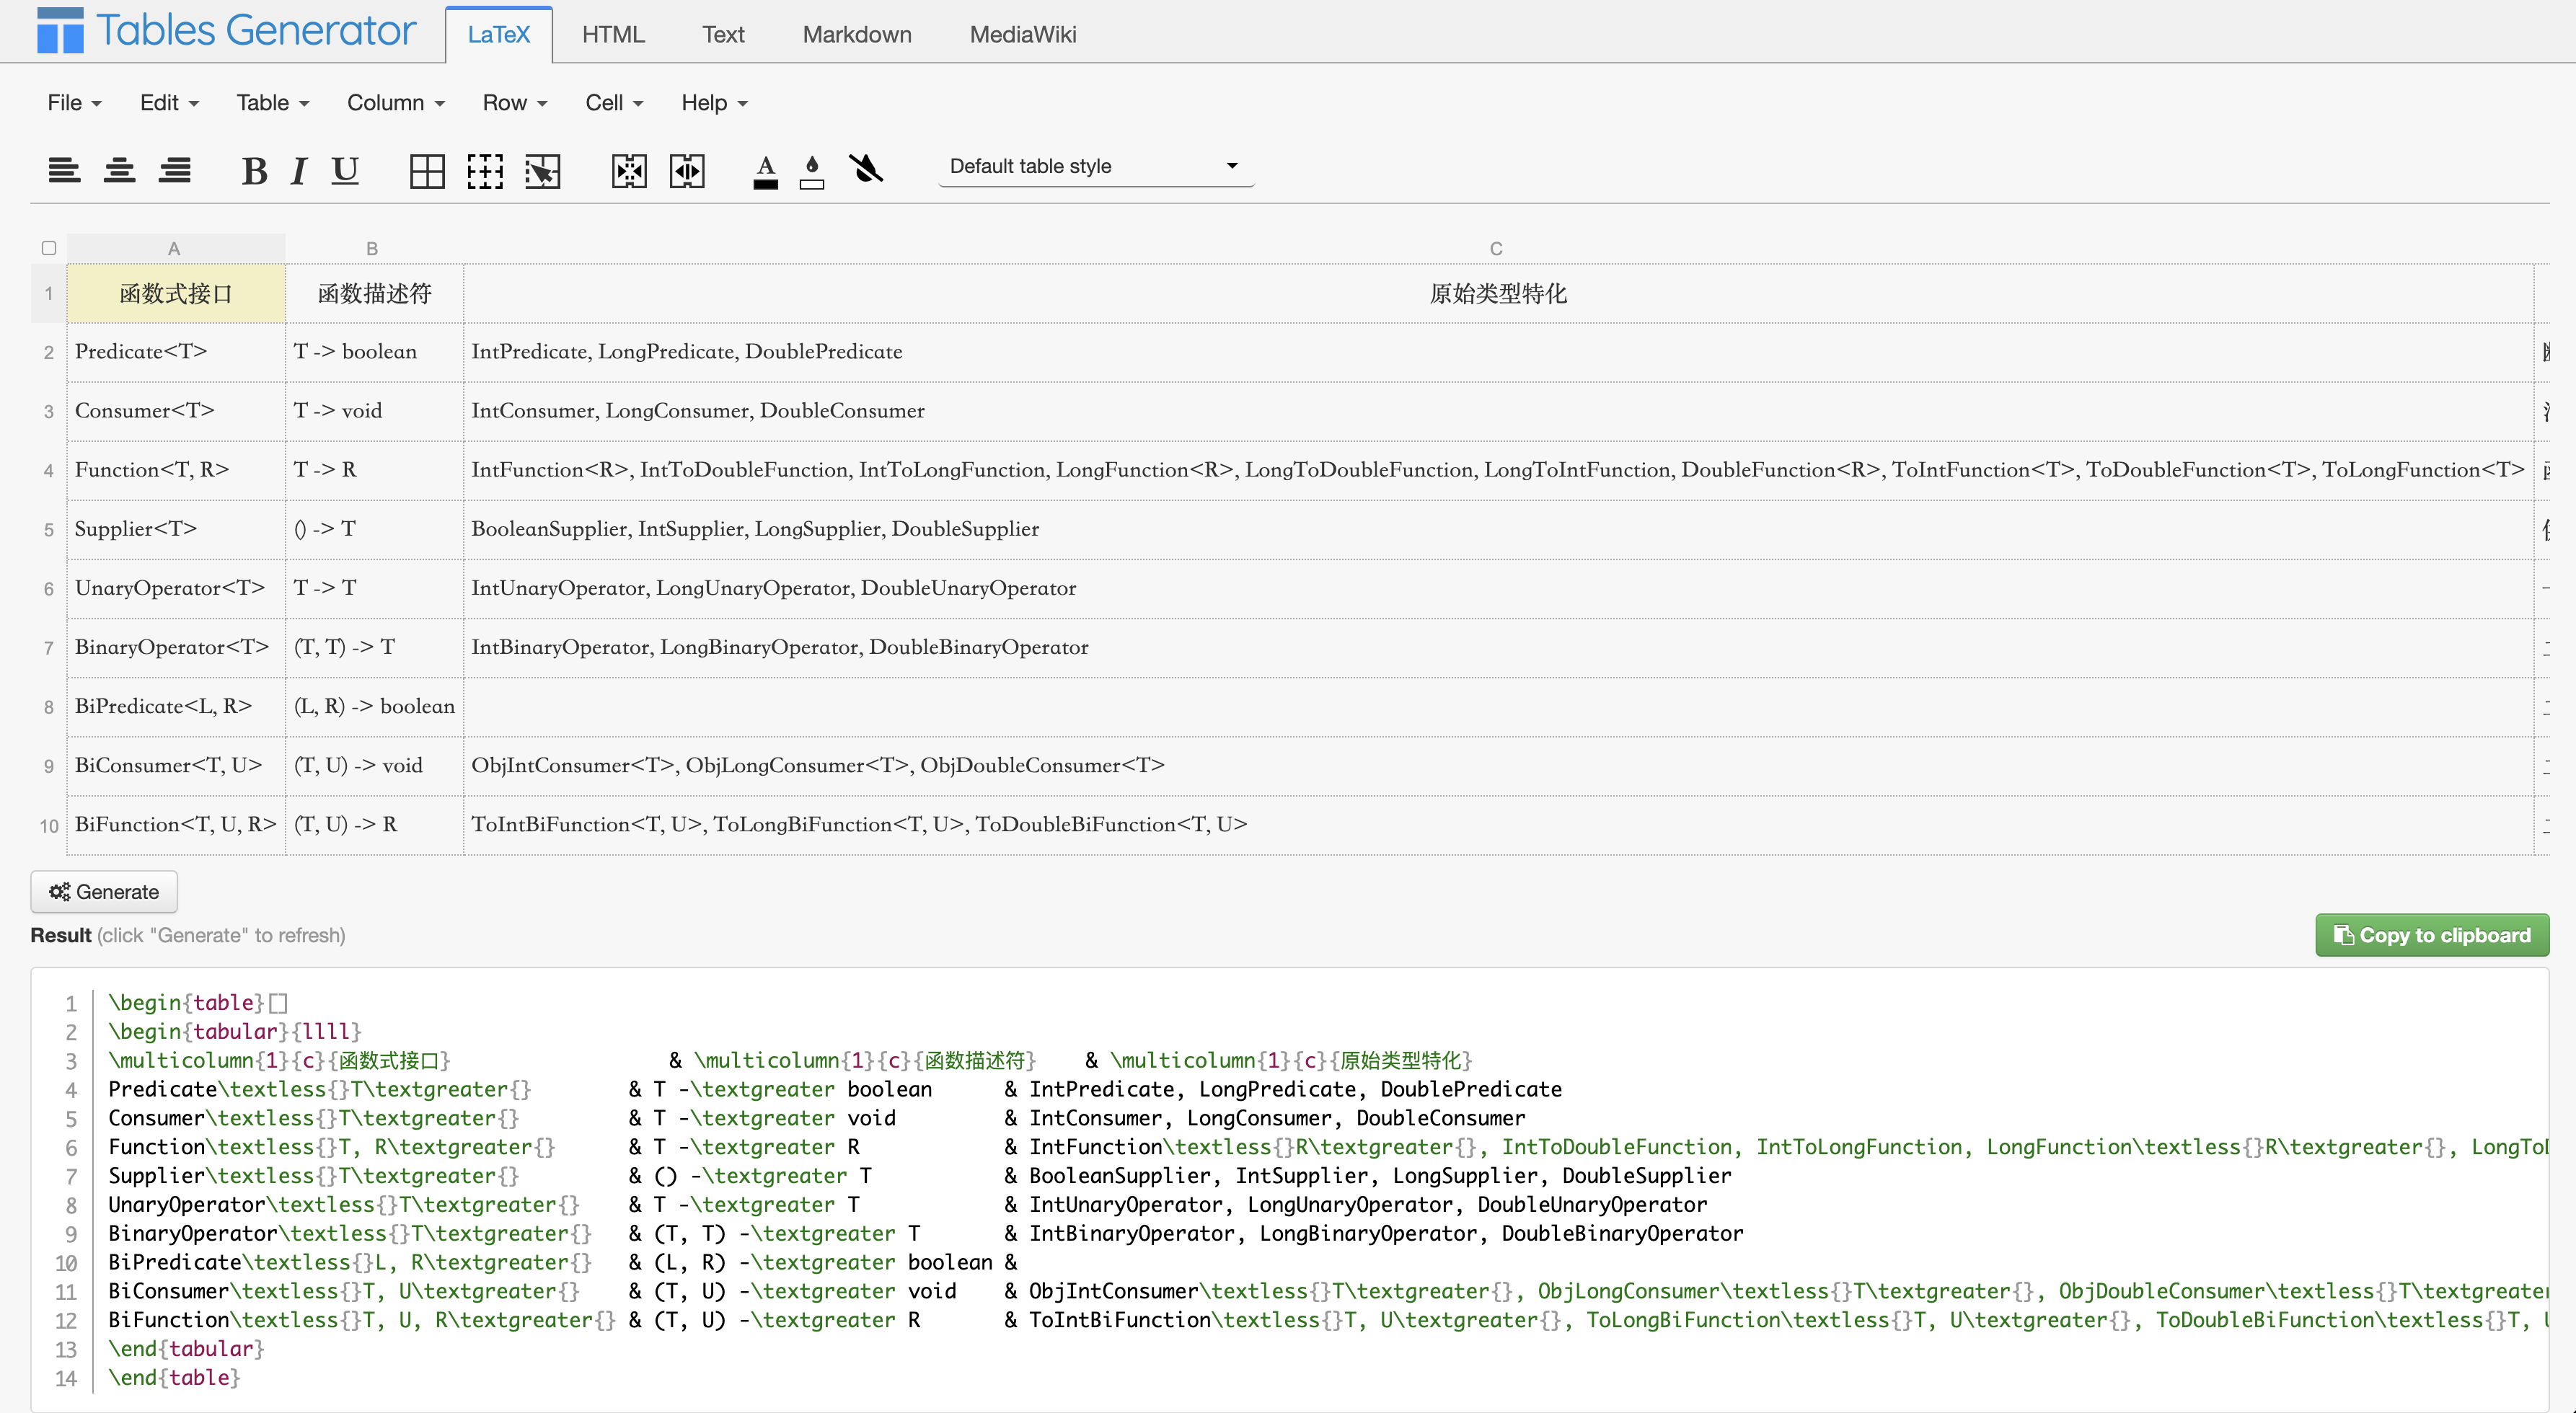 Tables Generator LaTeX HTML Text Markdown MediaWiki
File Edit Table Column Row Cell Help
B I U A Default table style
A B C
1 函数式接口 函数描述符 原始类型特化
2 Predicate<T> T -> boolean IntPredicate, LongPredicate, DoublePredicate
3 Consumer<T> T -> void IntConsumer, LongConsumer, DoubleConsumer
4 Function<T, R> T -> R IntFunction<R>, IntToDoubleFunction, IntToLongFunction, LongFunction<R>, LongToDoubleFunction, LongToIntFunction, DoubleFunction<R>, ToIntFunction<T>, ToDoubleFunction<T>, ToLongFunction<T>
5 Supplier<T> () -> T BooleanSupplier, IntSupplier, LongSupplier, DoubleSupplier
6 UnaryOperator<T> T -> T IntUnaryOperator, LongUnaryOperator, DoubleUnaryOperator
7 BinaryOperator<T> (T, T) -> T IntBinaryOperator, LongBinaryOperator, DoubleBinaryOperator
8 BiPredicate<L, R> (L, R) -> boolean
9 BiConsumer<T, U> (T, U) -> void ObjIntConsumer<T>, ObjLongConsumer<T>, ObjDoubleConsumer<T>
10 BiFunction<T, U, R> (T, U) -> R ToIntBiFunction<T, U>, ToLongBiFunction<T, U>, ToDoubleBiFunction<T, U>
Generate
Result (click "Generate" to refresh) Copy to clipboard
1 \begin{table}[]
2 \begin{tabular}{llll}
3 \multicolumn{1}{c}{函数式接口} & \multicolumn{1}{c}{函数描述符} & \multicolumn{1}{c}{原始类型特化}
4 Predicate\textless{}T\textgreater{} & T -\textgreater boolean & IntPredicate, LongPredicate, DoublePredicate
5 Consumer\textless{}T\textgreater{} & T -\textgreater void & IntConsumer, LongConsumer, DoubleConsumer
6 Function\textless{}T, R\textgreater{} & T -\textgreater R & IntFunction\textless{}R\textgreater{}, IntToDoubleFunction, IntToLongFunction, LongFunction\textless{}R\textgreater{},
7 Supplier\textless{}T\textgreater{} & () -\textgreater T & BooleanSupplier, IntSupplier, LongSupplier, DoubleSupplier
8 UnaryOperator\textless{}T\textgreater{} & T -\textgreater T & IntUnaryOperator, LongUnaryOperator, DoubleUnaryOperator
9 BinaryOperator\textless{}T\textgreater{} & (T, T) -\textgreater T & IntBinaryOperator, LongBinaryOperator, DoubleBinaryOperator
10 BiPredicate\textless{}L, R\textgreater{} & (L, R) -\textgreater boolean &
11 BiConsumer\textless{}T, U\textgreater{} & (T, U) -\textgreater void & ObjIntConsumer\textless{}T\textgreater{}, ObjLongConsumer\textless{}T\textgreater{}, ObjDoubleConsumer\textless{}T\textgreater
12 BiFunction\textless{}T, U, R\textgreater{} & (T, U) -\textgreater R & ToIntBiFunction\textless{}T, U\textgreater{}, ToLongBiFunction\textless{}T, U\textgreater{}, ToDoubleBiFunction\textless{}T,
13 \end{tabular}
14 \end{table}